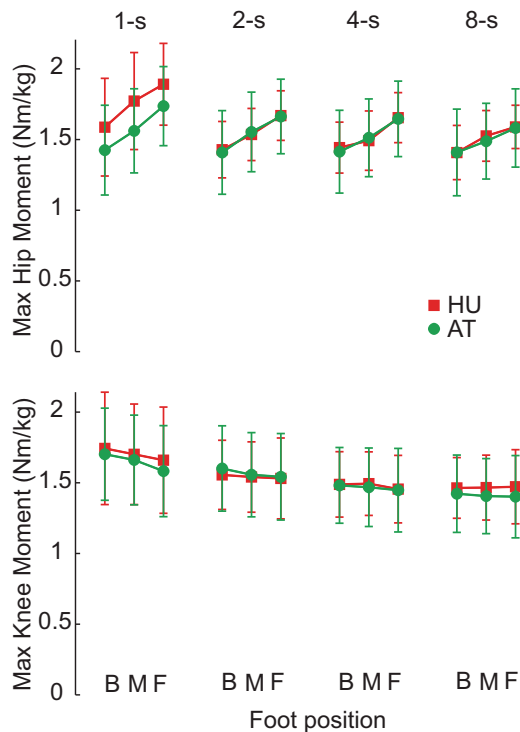 1-s 2-s 4-s 8-s
Max Hip Moment (Nm/kg)
2
1.5
1
0.5
0
HU
AT
Max Knee Moment (Nm/kg)
2
1.5
1
0.5
0
B M F B M F B M F B M F
Foot position